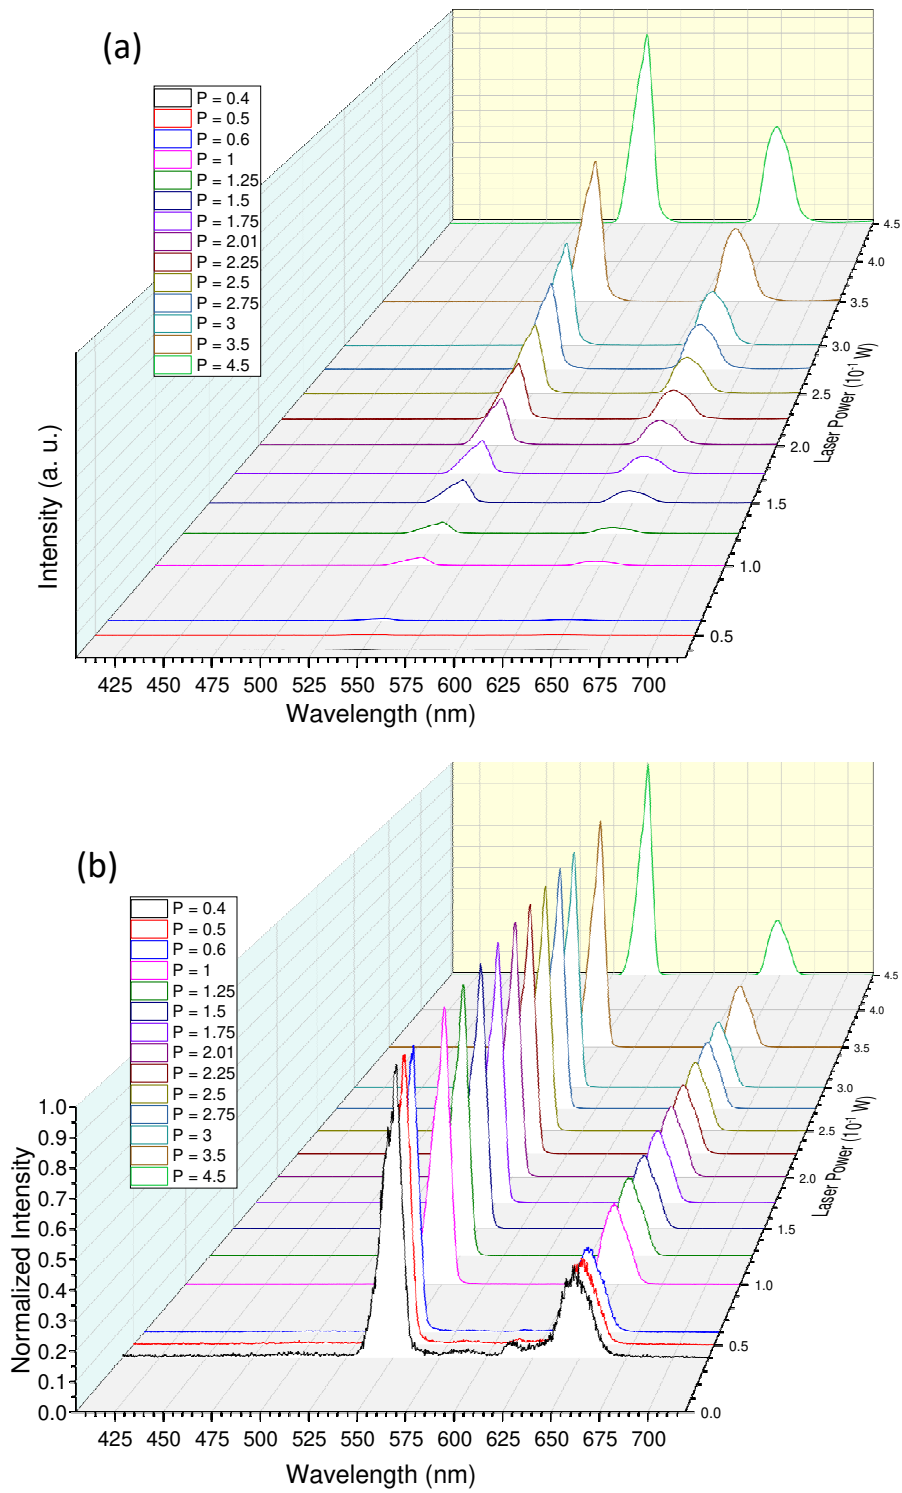 (a)
P = 0.4
P = 0.5
P = 0.6
P = 1
P = 1.25
P = 1.5
P = 1.75
P = 2.01
P = 2.25
P = 2.5
P = 2.75
P = 3
P = 3.5
P = 4.5
4.5
4.0
3.5
3.0
2.5
2.0
1.5
1.0
0.5
Laser Power (10⁻¹ W)
Intensity (a. u.)
425 450 475 500 525 550 575 600 625 650 675 700
Wavelength (nm)
(b)
P = 0.4
P = 0.5
P = 0.6
P = 1
P = 1.25
P = 1.5
P = 1.75
P = 2.01
P = 2.25
P = 2.5
P = 2.75
P = 3
P = 3.5
P = 4.5
4.5
4.0
3.5
3.0
2.5
2.0
1.5
1.0
0.5
0.0
Laser Power (10⁻¹ W)
1.0
0.9
0.8
0.7
0.6
0.5
0.4
0.3
0.2
0.1
0.0
Normalized Intensity
425 450 475 500 525 550 575 600 625 650 675 700
Wavelength (nm)